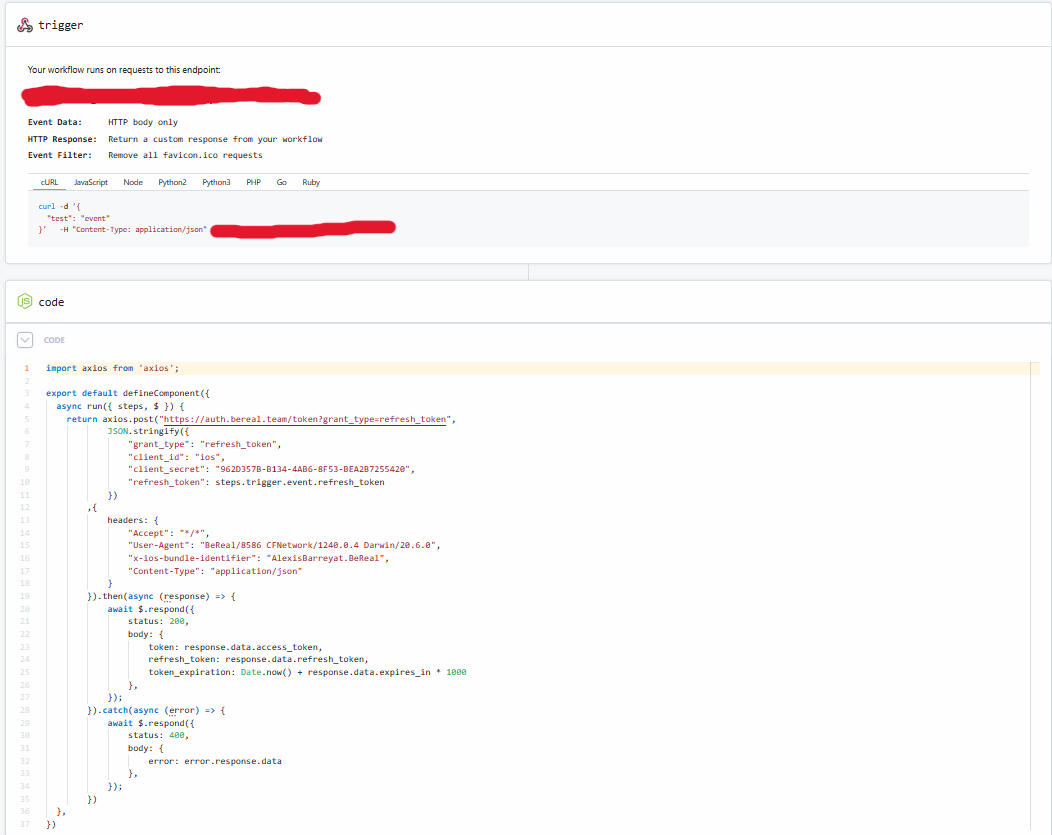 trigger
Your workflow runs on requests to this endpoint:
Event Data: HTTP body only
HTTP Response: Return a custom response from your workflow
Event Filter: Remove all favicon.ico requests
cURL JavaScript Node Python2 Python3 PHP Go Ruby
curl -d '{
"test": "event"
}' -H "Content-Type: application/json"
code
CODE
1 import axios from 'axios';
2
3 export default defineComponent({
4 async run({ steps, $ }) {
5 return axios.post("https://auth.bereal.team/token?grant_type=refresh_token",
6 JSON.stringify({
7 "grant_type": "refresh_token",
8 "client_id": "ios",
9 "client_secret": "962D357B-B134-4AB6-8F53-BEA2B7255420",
10 "refresh_token": steps.trigger.event.refresh_token
11 })
12 ,{
13 headers: {
14 "Accept": "*/*",
15 "User-Agent": "BeReal/8586 CFNetwork/1240.0.4 Darwin/20.6.0",
16 "x-ios-bundle-identifier": "AlexisBarreyat.BeReal",
17 "Content-Type": "application/json"
18 }
19 }).then(async (response) => {
20 await $.respond({
21 status: 200,
22 body: {
23 token: response.data.access_token,
24 refresh_token: response.data.refresh_token,
25 token_expiration: Date.now() + response.data.expires_in * 1000
26 },
27 });
28 }).catch(async (error) => {
29 await $.respond({
30 status: 400,
31 body: {
32 error: error.response.data
33 },
34 });
35 })
36 },
37 })